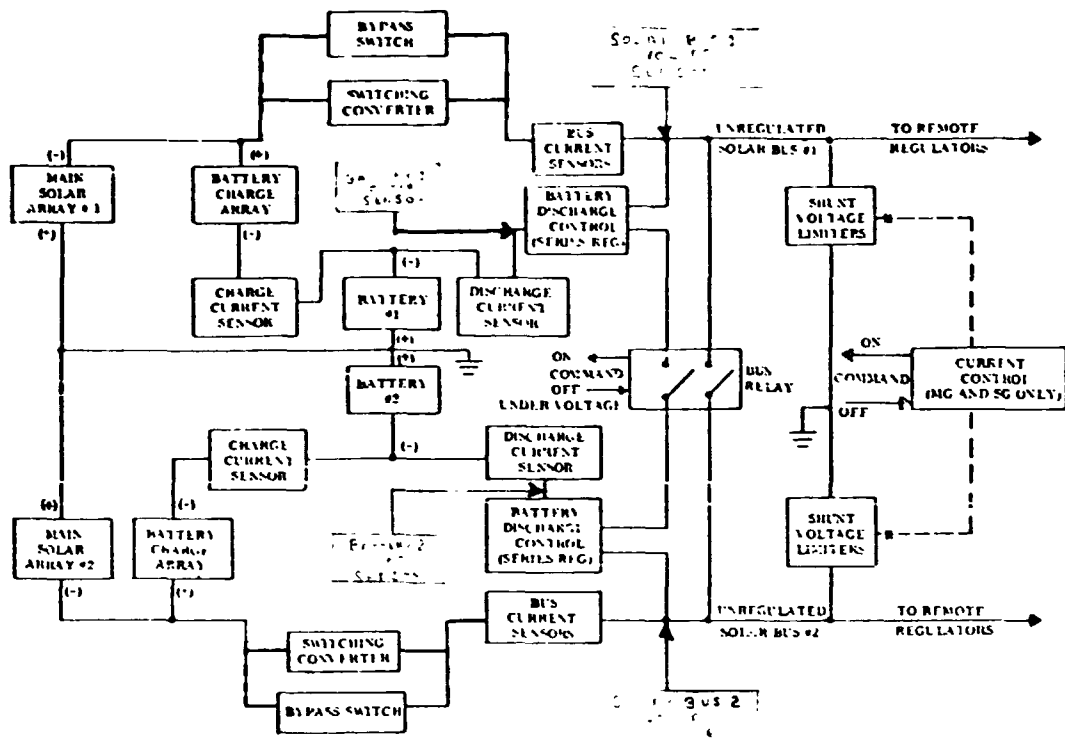 BYPASS
SWITCH
SWITCHING
CONVERTER
BUS
CURRENT
SENSORS
UNREGULATED
SOLAR BUS #1
TO REMOTE
REGULATORS
(-)
(+)
MAIN
SOLAR
ARRAY #1
(+)
BATTERY
CHARGE
ARRAY
(-)
BATTERY
DISCHARGE
CONTROL
(SERIES REG)
SHUNT
VOLTAGE
LIMITERS
CHARGE
CURRENT
SENSOR
(-)
BATTERY
#1
(+)
DISCHARGE
CURRENT
SENSOR
(+)
BATTERY
#2
(-)
ON
COMMAND
OFF
UNDER VOLTAGE
BUS
RELAY
ON
COMMAND
OFF
CURRENT
CONTROL
(MG AND SG ONLY)
CHARGE
CURRENT
SENSOR
(-)
DISCHARGE
CURRENT
SENSOR
(+)
MAIN
SOLAR
ARRAY #2
(-)
BATTERY
CHARGE
ARRAY
BATTERY
DISCHARGE
CONTROL
(SERIES REG)
SHUNT
VOLTAGE
LIMITERS
BUS
CURRENT
SENSORS
UNREGULATED
SOLAR BUS #2
TO REMOTE
REGULATORS
SWITCHING
CONVERTER
BYPASS SWITCH
BUS 2